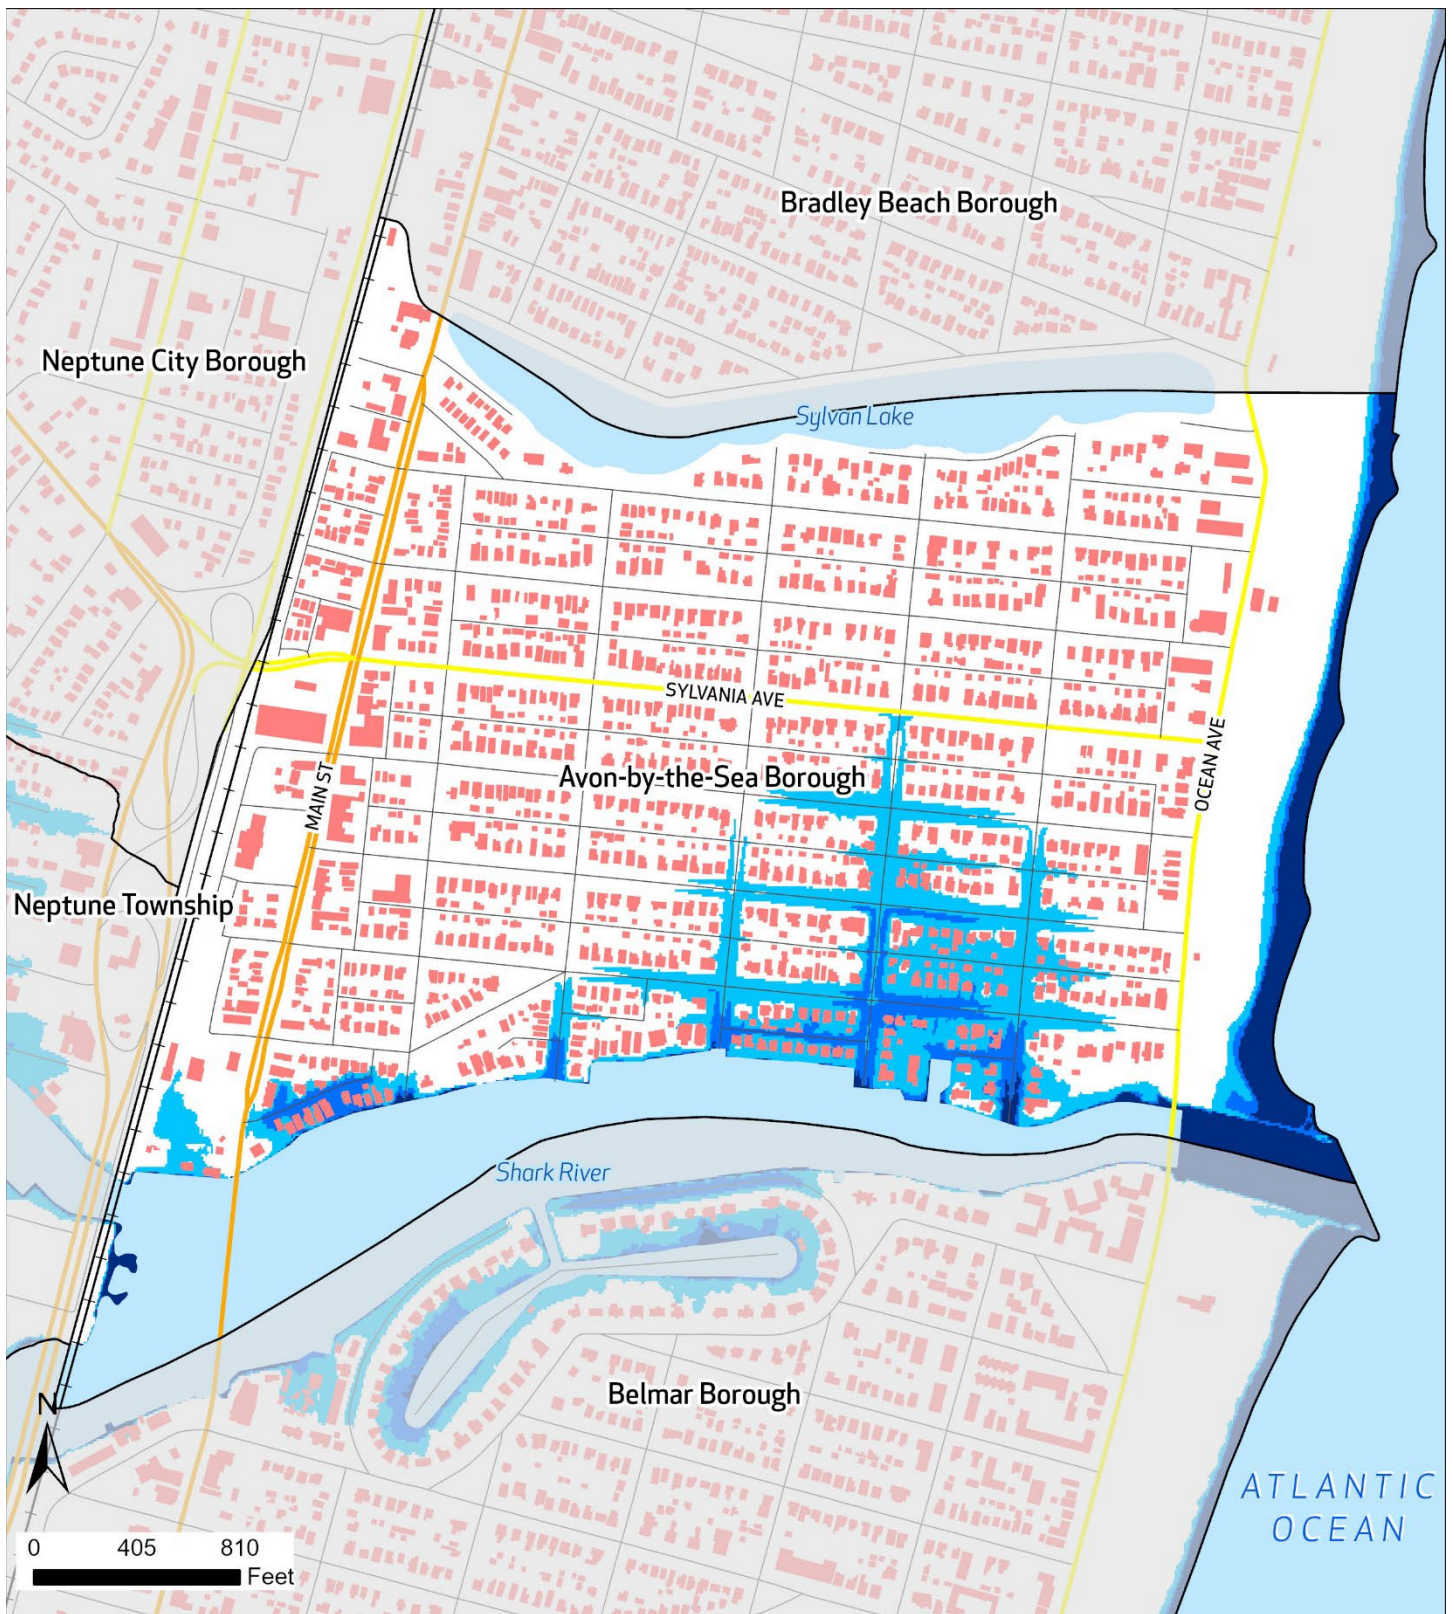 Bradley Beach Borough
Neptune City Borough
Sylvan Lake
SYLVANIA AVE
OCEAN AVE
Avon-by-the-Sea Borough
MAIN ST
Neptune Township
Shark River
Belmar Borough
N
ATLANTIC
OCEAN
0 405 810
Feet